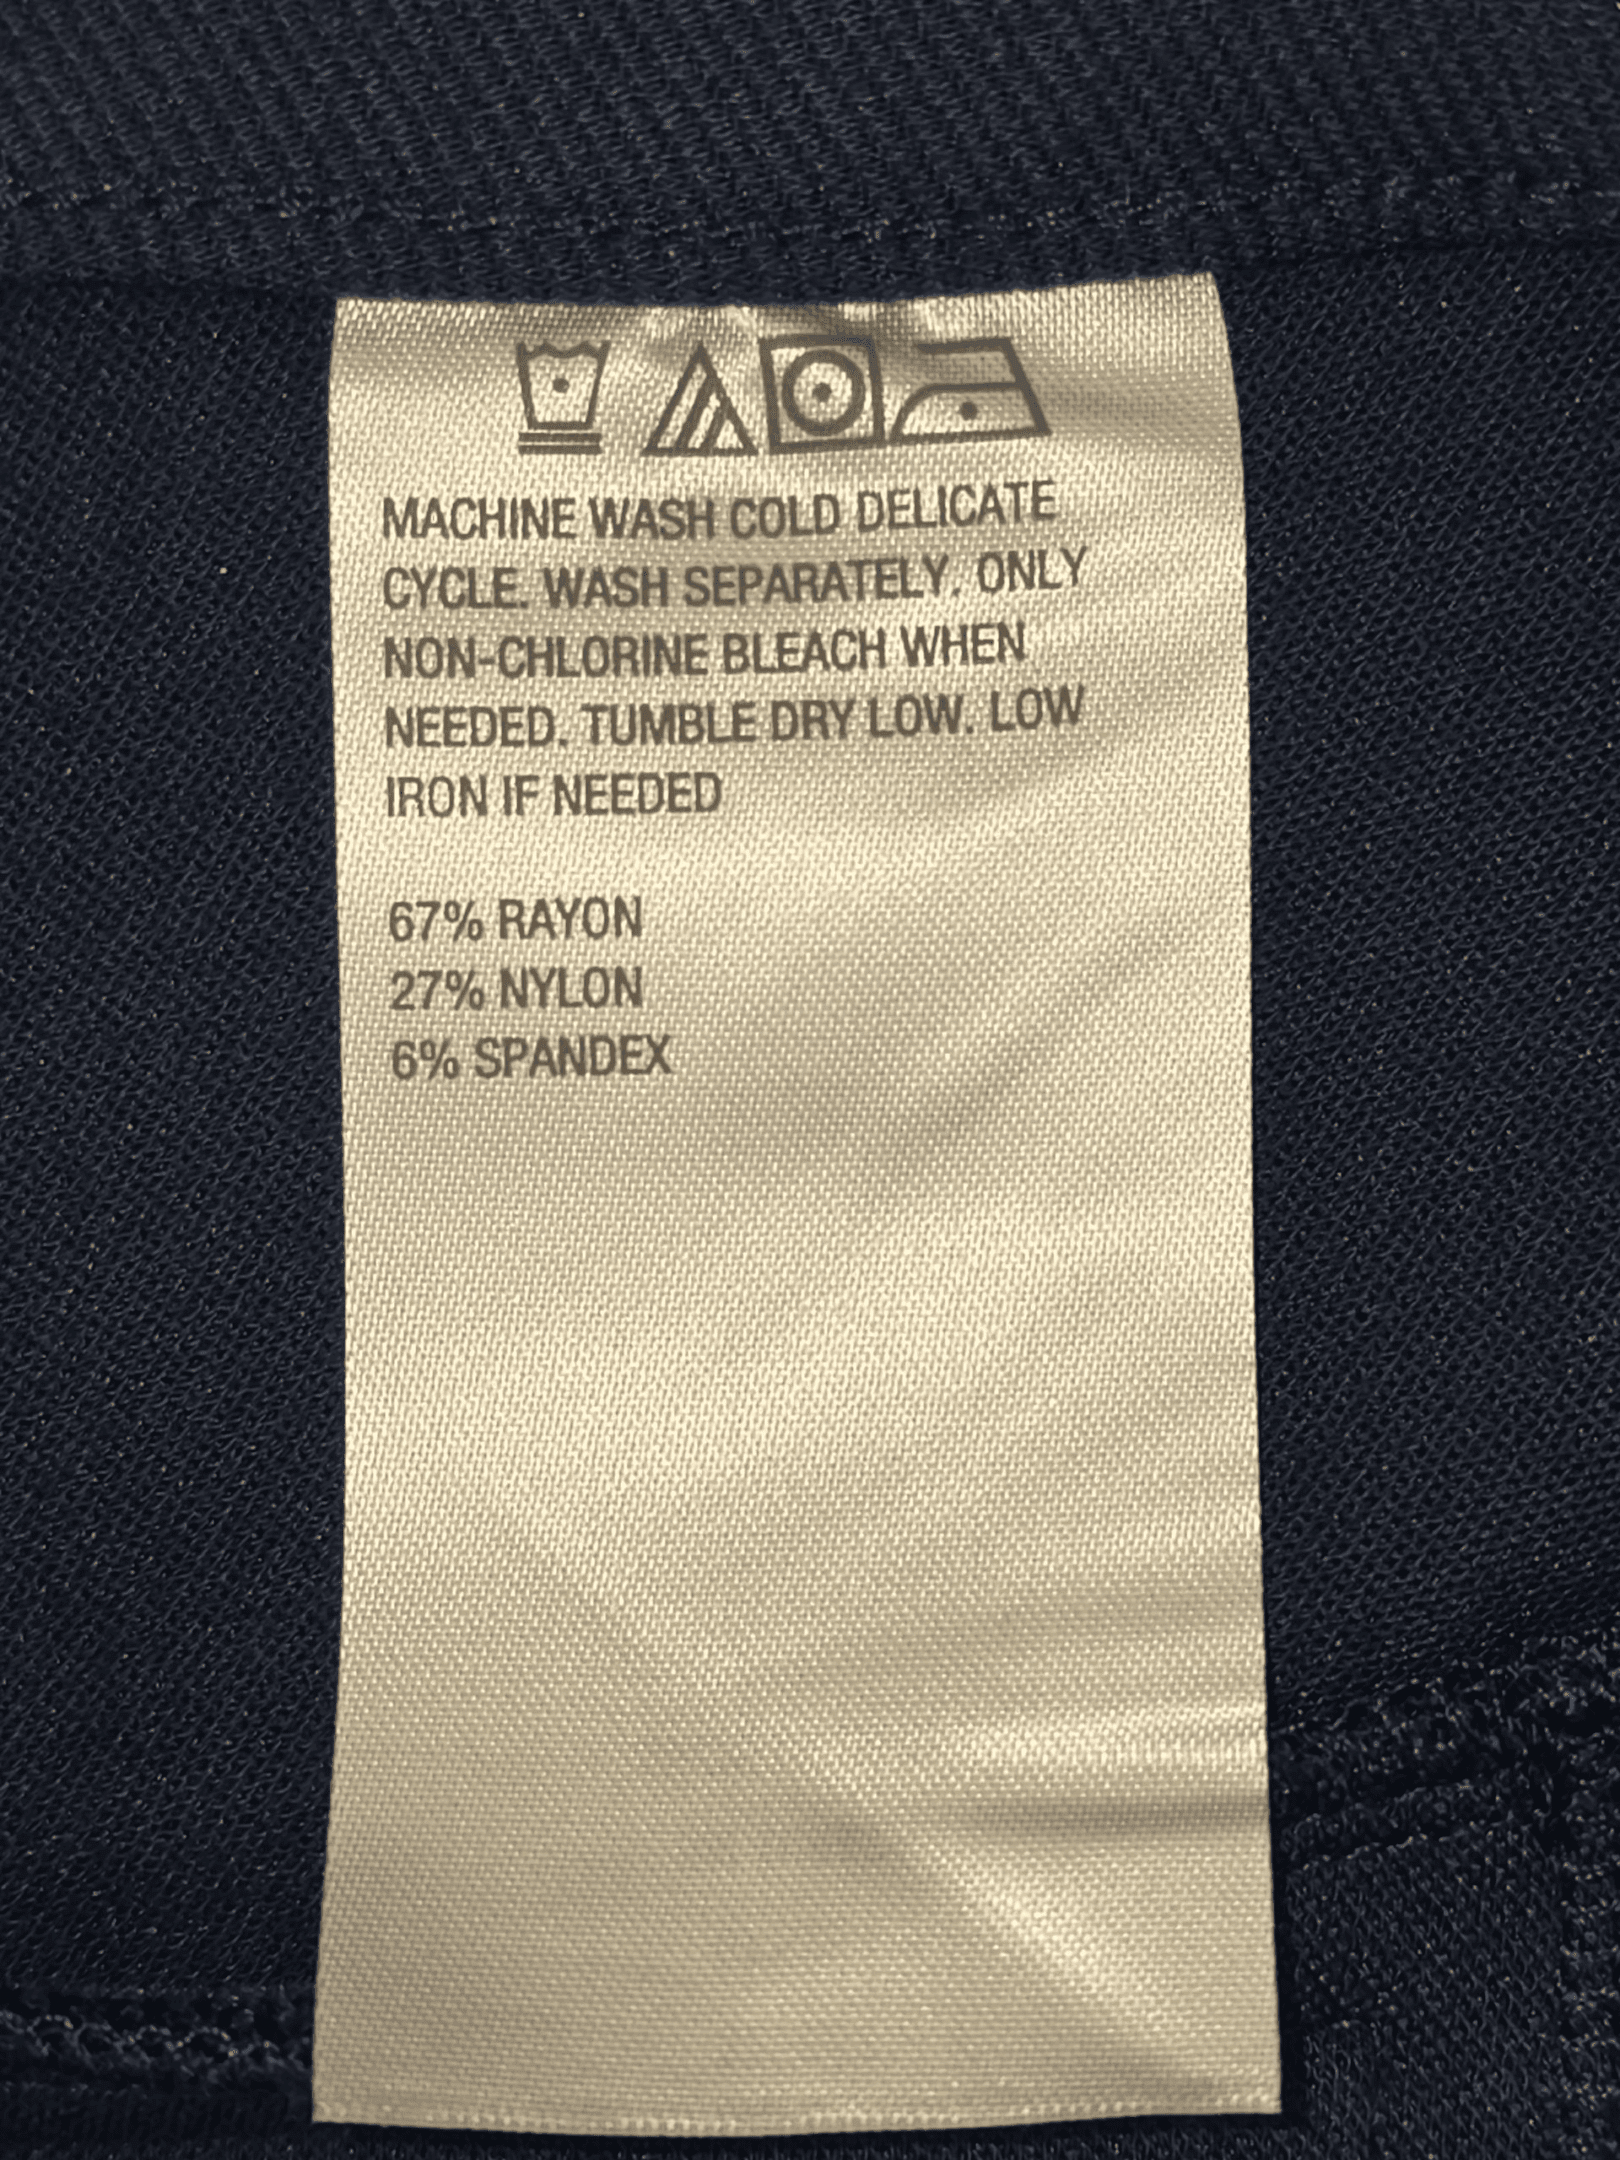 MACHINE WASH COLD DELICATE
CYCLE. WASH SEPARATELY. ONLY
NON-CHLORINE BLEACH WHEN
NEEDED. TUMBLE DRY LOW. LOW
IRON IF NEEDED
67% RAYON
27% NYLON
6% SPANDEX